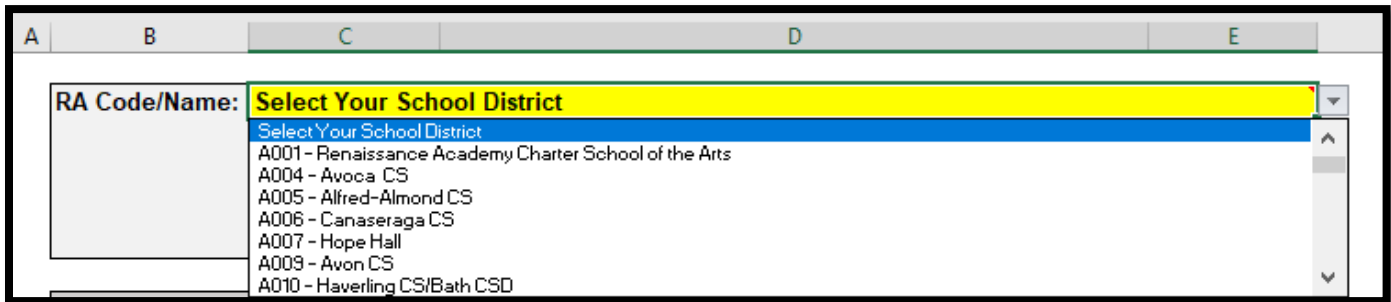 A B C D E
RA Code/Name: Select Your School District
Select Your School District
A001 - Renaissance Academy Charter School of the Arts
A004 - Avoca CS
A005 - Alfred-Almond CS
A006 - Canaseraga CS
A007 - Hope Hall
A009 - Avon CS
A010 - Haverling CS/Bath CSD